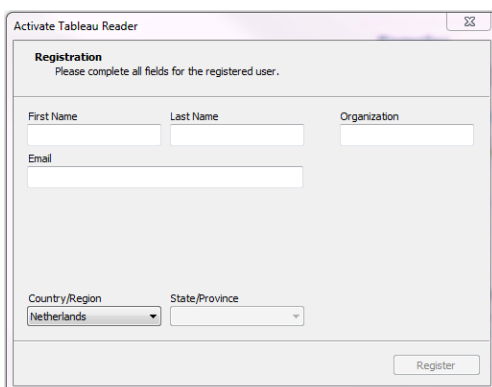 Activate Tableau Reader
Registration
Please complete all fields for the registered user.
First Name Last Name Organization
Email
Country/Region State/Province
Netherlands
Register